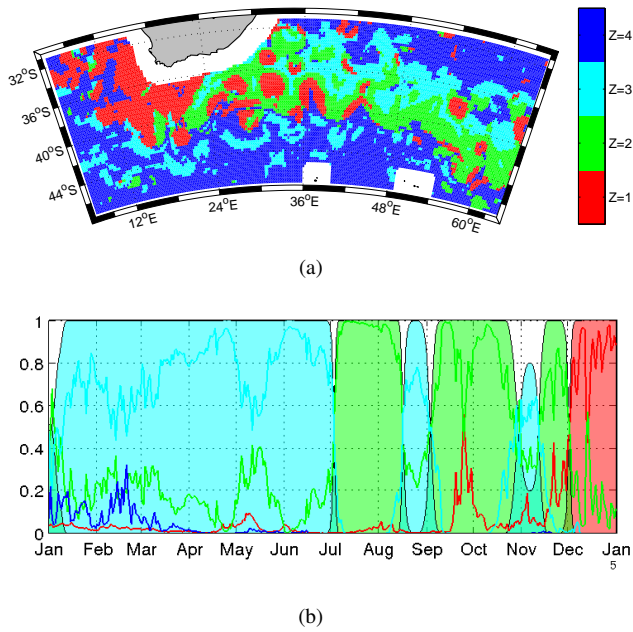 32°S
36°S
40°S
44°S
12°E
24°E
36°E
48°E
60°E
Z=4
Z=3
Z=2
Z=1
(a)
1
0.8
0.6
0.4
0.2
0
Jan Feb Mar Apr May Jun Jul Aug Sep Oct Nov Dec Jan
5
(b)